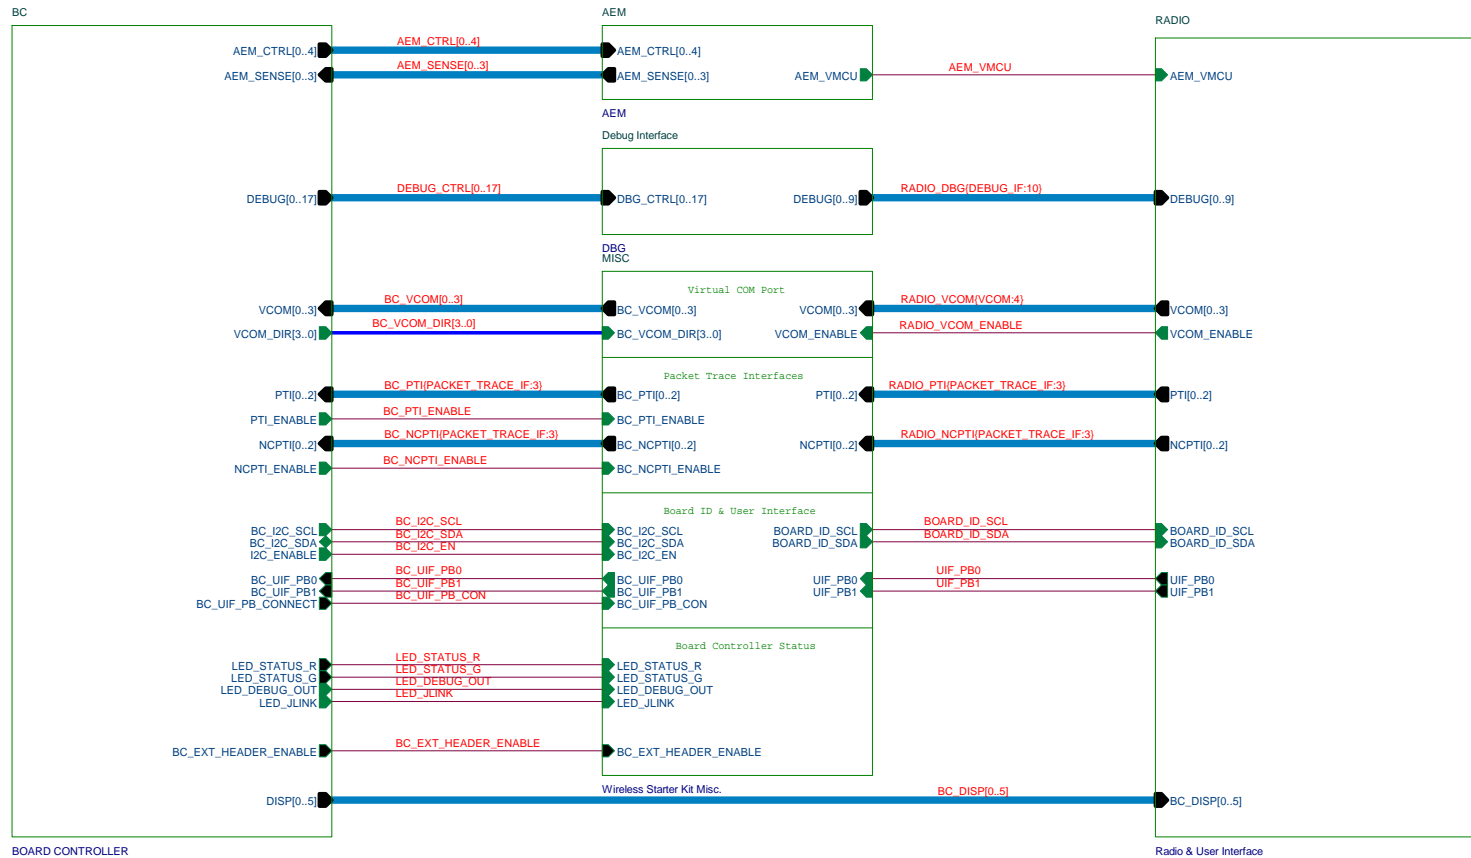 BC
AEM
RADIO
AEM_CTRL[0..4] AEM_CTRL[0..4] AEM_CTRL[0..4]
AEM_SENSE[0..3] AEM_SENSE[0..3] AEM_SENSE[0..3] AEM_VMCU AEM_VMCU AEM_VMCU
AEM
Debug Interface
DEBUG[0..17] DEBUG_CTRL[0..17] DBG_CTRL[0..17] DEBUG[0..9] RADIO_DBG{DEBUG_IF:10} DEBUG[0..9]
DBG
MISC
Virtual COM Port
VCOM[0..3] BC_VCOM[0..3] BC_VCOM[0..3] VCOM[0..3] RADIO_VCOM{VCOM:4} VCOM[0..3]
VCOM_DIR[3..0] BC_VCOM_DIR[3..0] BC_VCOM_DIR[3..0] VCOM_ENABLE RADIO_VCOM_ENABLE VCOM_ENABLE
Packet Trace Interfaces
PTI[0..2] BC_PTI{PACKET_TRACE_IF:3} BC_PTI[0..2] PTI[0..2] RADIO_PTI{PACKET_TRACE_IF:3} PTI[0..2]
PTI_ENABLE BC_PTI_ENABLE BC_PTI_ENABLE
NCPTI[0..2] BC_NCPTI{PACKET_TRACE_IF:3} BC_NCPTI[0..2] NCPTI[0..2] RADIO_NCPTI{PACKET_TRACE_IF:3} NCPTI[0..2]
NCPTI_ENABLE BC_NCPTI_ENABLE BC_NCPTI_ENABLE
Board ID & User Interface
BC_I2C_SCL BC_I2C_SCL BC_I2C_SCL BOARD_ID_SCL BOARD_ID_SCL BOARD_ID_SCL
BC_I2C_SDA BC_I2C_SDA BC_I2C_SDA BOARD_ID_SDA BOARD_ID_SDA BOARD_ID_SDA
I2C_ENABLE BC_I2C_EN BC_I2C_EN
BC_UIF_PB0 BC_UIF_PB0 BC_UIF_PB0 UIF_PB0 UIF_PB0 UIF_PB0
BC_UIF_PB1 BC_UIF_PB1 BC_UIF_PB1 UIF_PB1 UIF_PB1 UIF_PB1
BC_UIF_PB_CONNECT BC_UIF_PB_CON BC_UIF_PB_CON
Board Controller Status
LED_STATUS_R LED_STATUS_R LED_STATUS_R
LED_STATUS_G LED_STATUS_G LED_STATUS_G
LED_DEBUG_OUT LED_DEBUG_OUT LED_DEBUG_OUT
LED_JLINK LED_JLINK LED_JLINK
BC_EXT_HEADER_ENABLE BC_EXT_HEADER_ENABLE BC_EXT_HEADER_ENABLE
Wireless Starter Kit Misc.
DISP[0..5] BC_DISP[0..5] BC_DISP[0..5]
BOARD CONTROLLER
Radio & User Interface